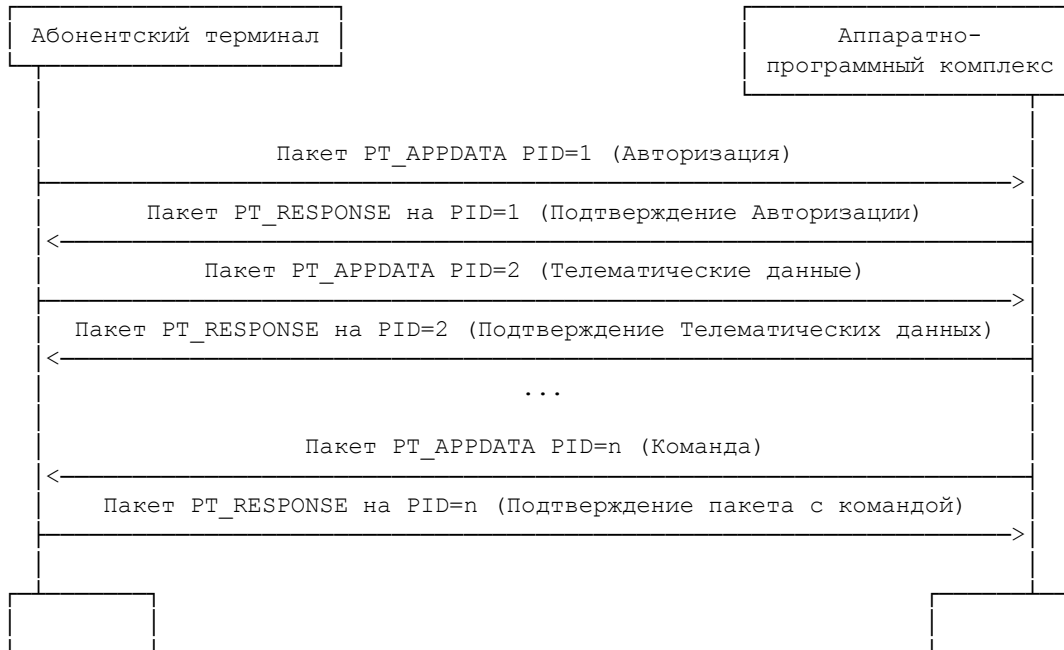 Абонентский терминал
Аппаратно-
программный комплекс
Пакет PT_APPDATA PID=1 (Авторизация)
Пакет PT_RESPONSE на PID=1 (Подтверждение Авторизации)
Пакет PT_APPDATA PID=2 (Телематические данные)
Пакет PT_RESPONSE на PID=2 (Подтверждение Телематических данных)
...
Пакет PT_APPDATA PID=n (Команда)
Пакет PT_RESPONSE на PID=n (Подтверждение пакета с командой)